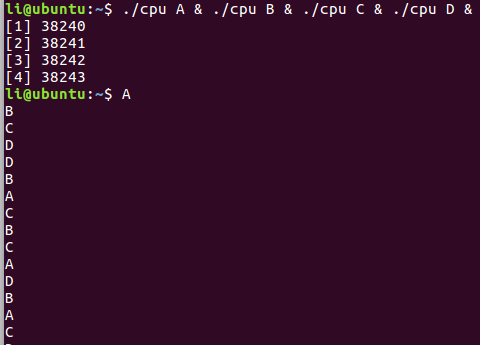 li@ubuntu:~$ ./cpu A & ./cpu B & ./cpu C & ./cpu D &
[1] 38240
[2] 38241
[3] 38242
[4] 38243
li@ubuntu:~$ A
B
C
D
D
B
A
C
B
C
A
D
B
A
C